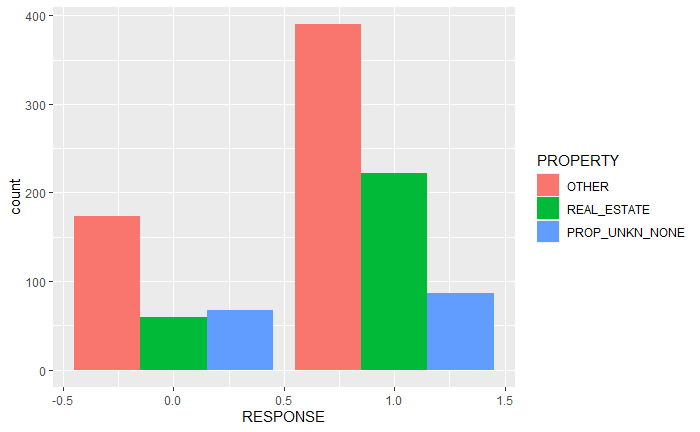 400
300
200
100
0
count
-0.5
0.0
0.5
1.0
1.5
RESPONSE
PROPERTY
OTHER
REAL_ESTATE
PROP_UNKN_NONE